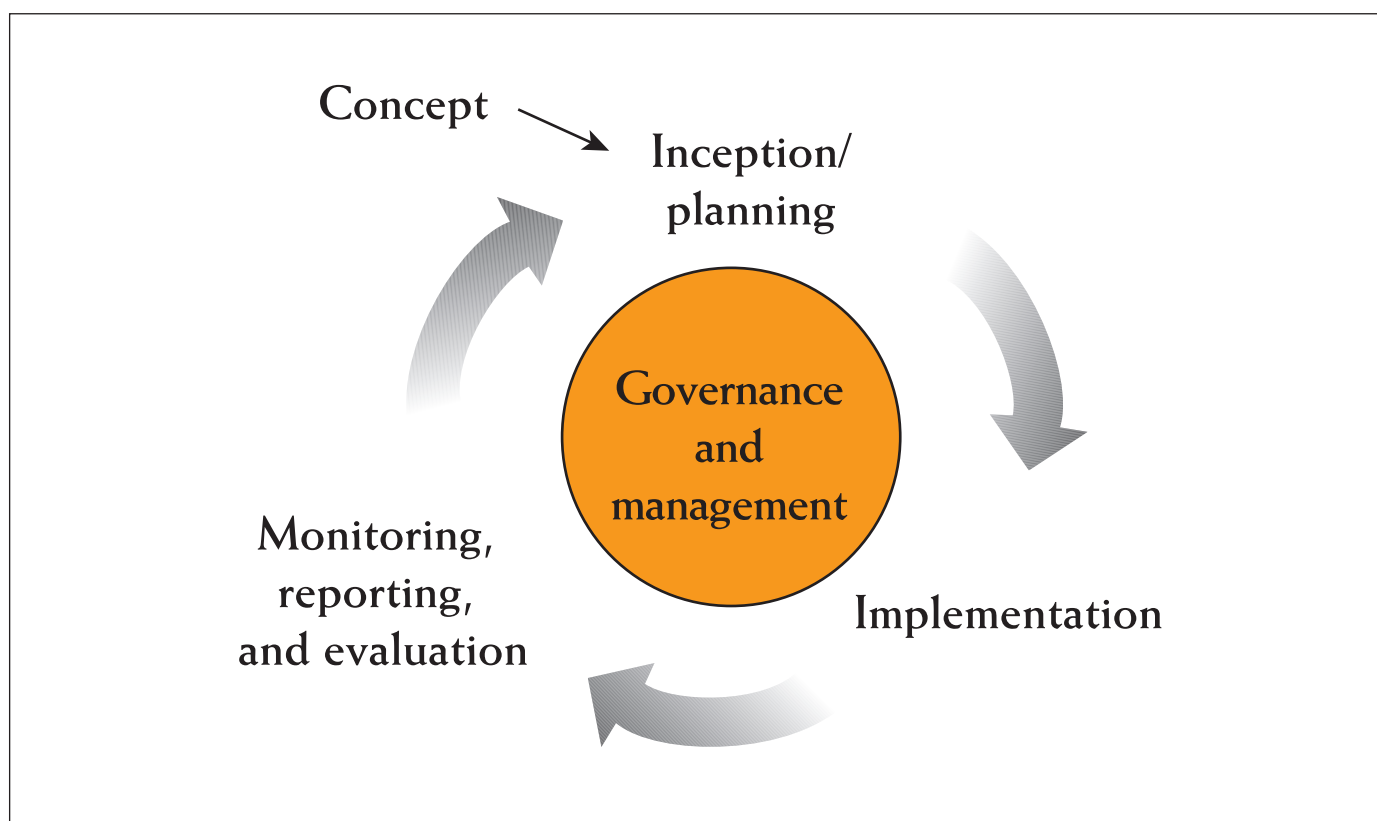 Concept
Inception/
planning
Governance
and
management
Monitoring,
reporting,
and evaluation
Implementation